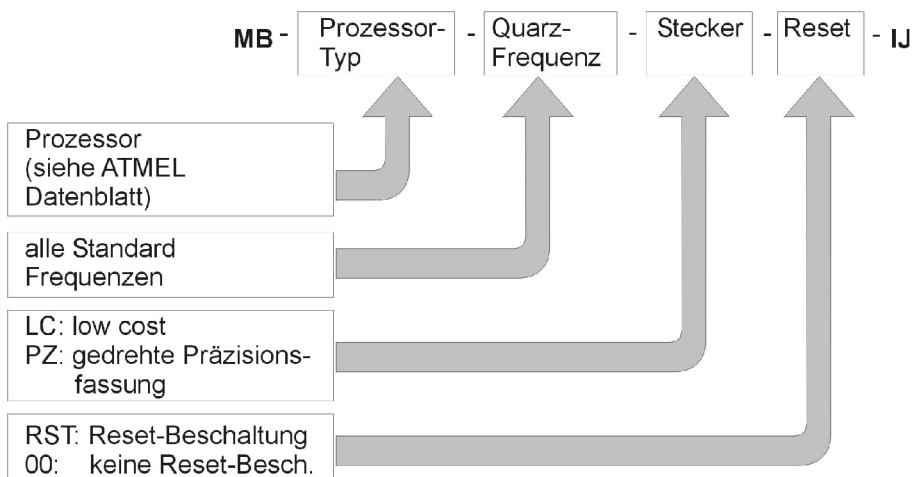 MB - Prozessor-Typ - Quarz-Frequenz - Stecker - Reset - IJ
Prozessor
(siehe ATMEL
Datenblatt)
alle Standard
Frequenzen
LC: low cost
PZ: gedrehte Präzisions-
fassung
RST: Reset-Beschaltung
00: keine Reset-Besch.